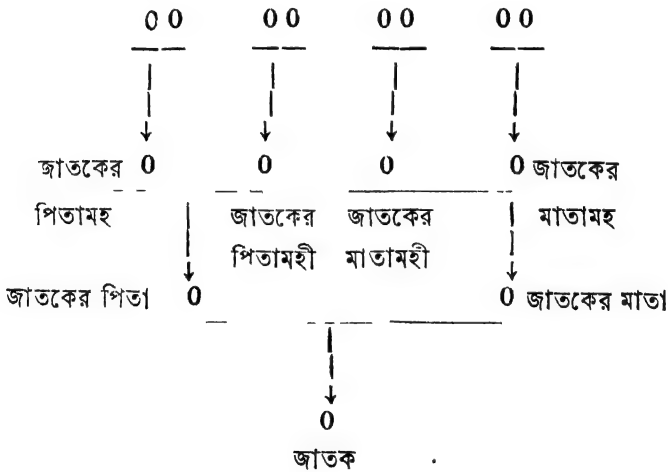 0 0 0 0 0 0 0 0
জাতকের 0 0 0 0 জাতকের
পিতামহ জাতকের জাতকের মাতামহ
পিতামহী মাতামহী
জাতকের পিতা 0 0 জাতকের মাতা
0
জাতক